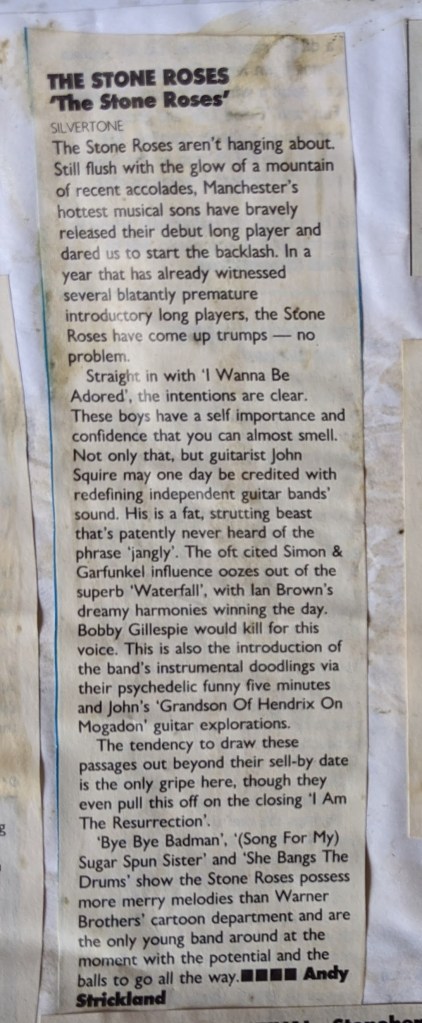 THE STONE ROSES
'The Stone Roses'
SILVERTONE
The Stone Roses aren't hanging about.
Still flush with the glow of a mountain
of recent accolades, Manchester's
hottest musical sons have bravely
released their debut long player and
dared us to start the backlash. In a
year that has already witnessed
several blatantly premature
introductory long players, the Stone
Roses have come up trumps — no
problem.
Straight in with 'I Wanna Be
Adored', the intentions are clear.
These boys have a self importance and
confidence that you can almost smell.
Not only that, but guitarist John
Squire may one day be credited with
redefining independent guitar bands'
sound. His is a fat, strutting beast
that's patently never heard of the
phrase 'jangly'. The oft cited Simon &
Garfunkel influence oozes out of the
superb 'Waterfall', with Ian Brown's
dreamy harmonies winning the day.
Bobby Gillespie would kill for this
voice. This is also the introduction of
the band's instrumental doodlings via
their psychedelic funny five minutes
and John's 'Grandson Of Hendrix On
Mogadon' guitar explorations.
The tendency to draw these
passages out beyond their sell-by date
is the only gripe here, though they
even pull this off on the closing 'I Am
The Resurrection'.
'Bye Bye Badman', '(Song For My)
Sugar Spun Sister' and 'She Bangs The
Drums' show the Stone Roses possess
more merry melodies than Warner
Brothers' cartoon department and are
the only young band around at the
moment with the potential and the
balls to go all the way.■■■■ Andy
Strickland